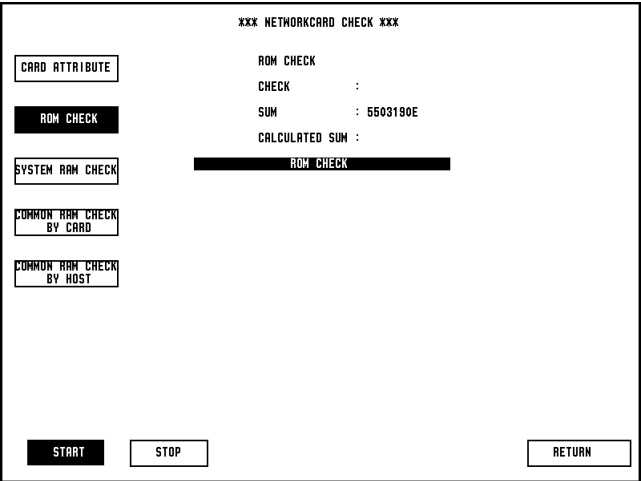 *** NETWORKCARD CHECK ***
CARD ATTRIBUTE
ROM CHECK
SYSTEM RAM CHECK
COMMON RAM CHECK
BY CARD
COMMON RAM CHECK
BY HOST
ROM CHECK
CHECK :
SUM : 5503190E
CALCULATED SUM :
ROM CHECK
START
STOP
RETURN